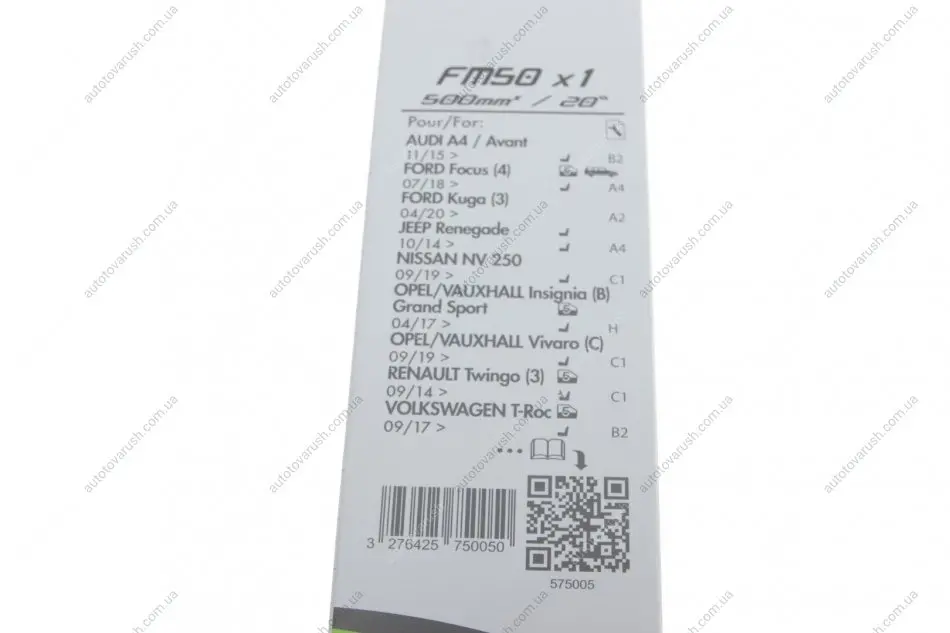 FM50 x1
500mm / 20"
Pour/For:
AUDI A4 / Avant
11/15 > B2
FORD Focus (4)
07/18 > A4
FORD Kuga (3)
04/20 > A2
JEEP Renegade
10/14 > A4
NISSAN NV 250
09/19 > C1
OPEL/VAUXHALL Insignia (B)
Grand Sport
04/17 > H
OPEL/VAUXHALL Vivaro (C)
09/19 > C1
RENAULT Twingo (3)
09/14 > C1
VOLKSWAGEN T-Roc
09/17 > B2
...
3 276425 750050
575005
autotovarush.com.ua